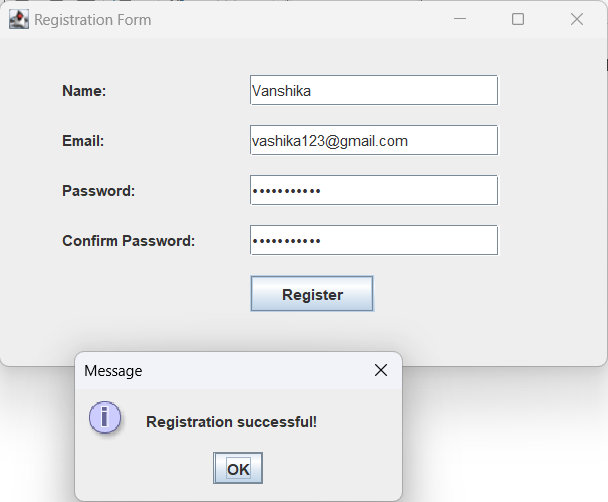 Registration Form
Name: Vanshika
Email: vashika123@gmail.com
Password: •••••••••••
Confirm Password: •••••••••••
Register
Message
i
Registration successful!
OK